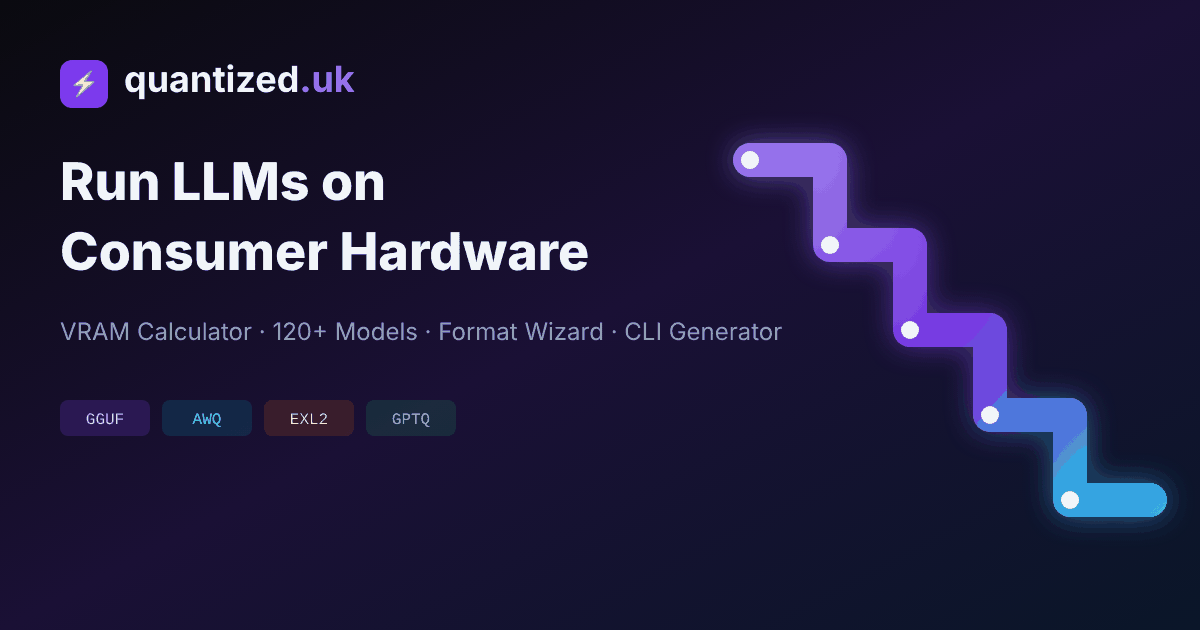 quantized.uk
Run LLMs on
Consumer Hardware
VRAM Calculator · 120+ Models · Format Wizard · CLI Generator
GGUF AWQ EXL2 GPTQ